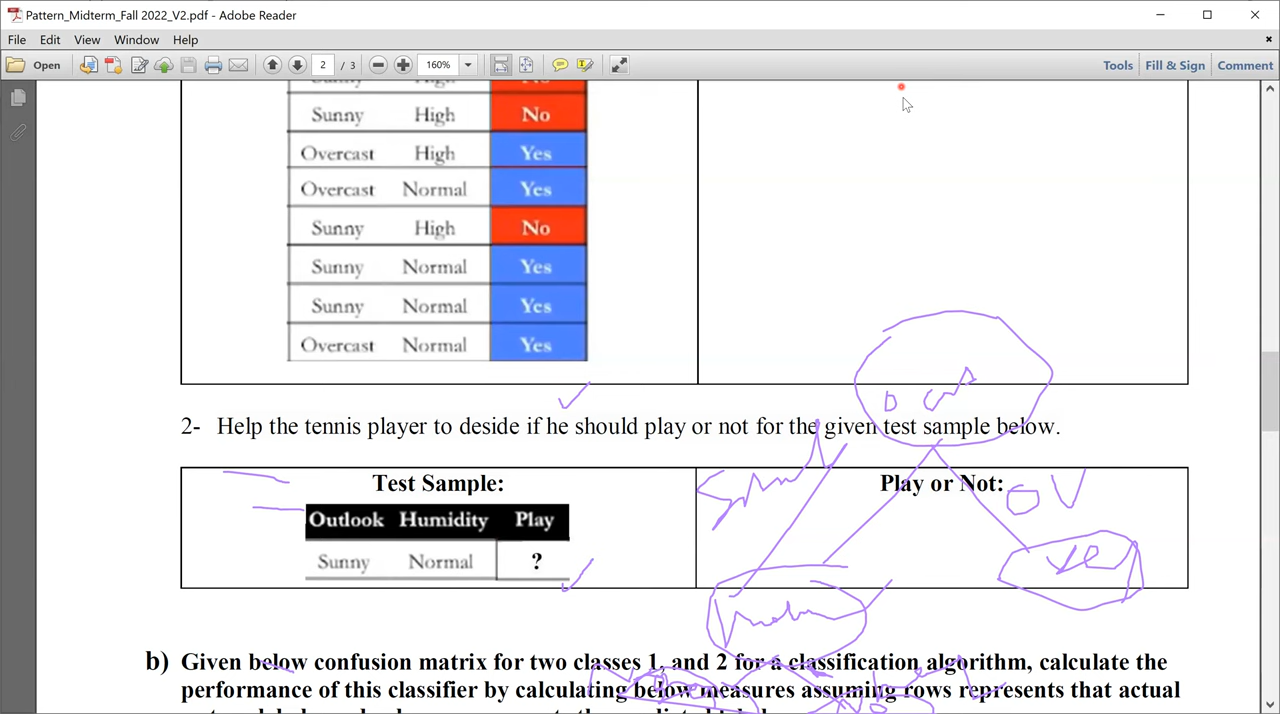 Pattern_Midterm_Fall 2022_V2.pdf - Adobe Reader
File Edit View Window Help
Open 2 / 3 160% Tools Fill & Sign Comment
Sunny High No
Overcast High Yes
Overcast Normal Yes
Sunny High No
Sunny Normal Yes
Sunny Normal Yes
Overcast Normal Yes
2- Help the tennis player to deside if he should play or not for the given test sample below.
Test Sample:
Outlook Humidity Play
Sunny Normal ?
Play or Not:
OV
b) Given below confusion matrix for two classes 1, and 2 for a classification algorithm, calculate the
performance of this classifier by calculating below measures assuming rows represents that actual
No